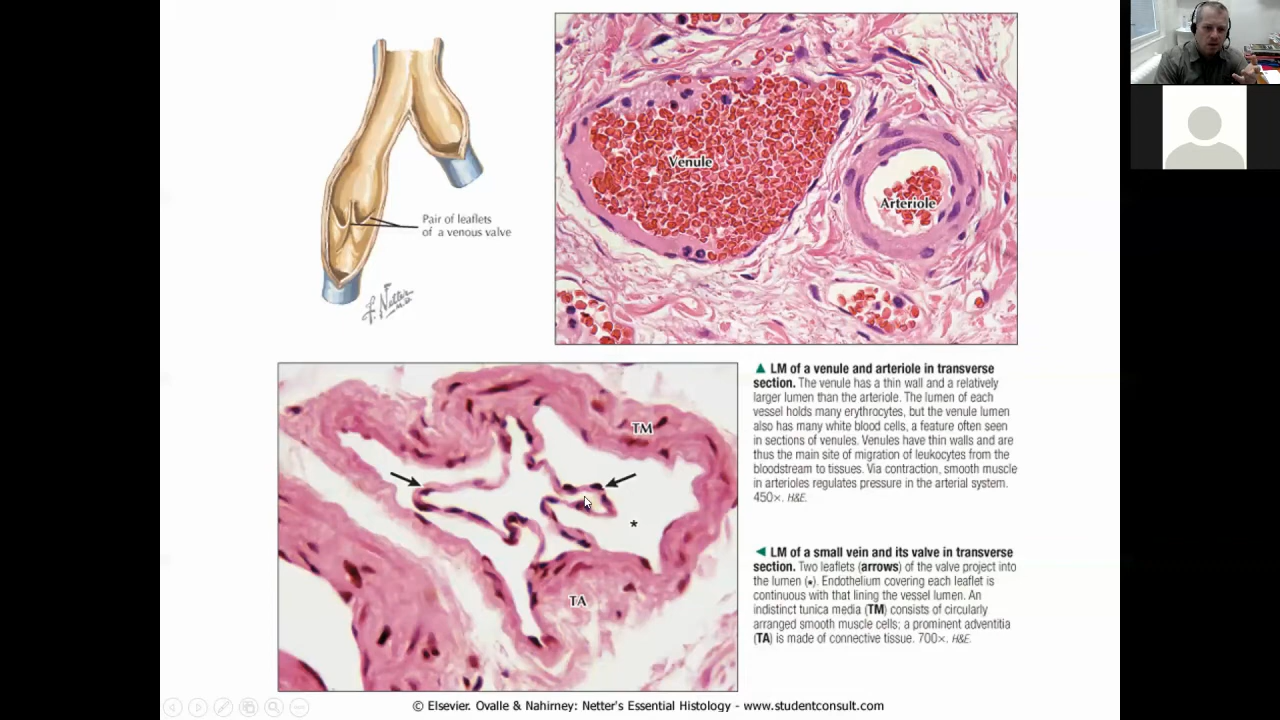 Pair of leaflets
of a venous valve
F. Netter
Venule
Arteriole
▲ LM of a venule and arteriole in transverse
section. The venule has a thin wall and a relatively
larger lumen than the arteriole. The lumen of each
vessel holds many erythrocytes, but the venule lumen
also has many white blood cells, a feature often seen
in sections of venules. Venules have thin walls and are
thus the main site of migration of leukocytes from the
bloodstream to tissues. Via contraction, smooth muscle
in arterioles regulates pressure in the arterial system.
450×. H&E.
TM
*
TA
◄ LM of a small vein and its valve in transverse
section. Two leaflets (arrows) of the valve project into
the lumen (*). Endothelium covering each leaflet is
continuous with that lining the vessel lumen. An
indistinct tunica media (TM) consists of circularly
arranged smooth muscle cells; a prominent adventitia
(TA) is made of connective tissue. 700×. H&E.
© Elsevier. Ovalle & Nahirney: Netter's Essential Histology - www.studentconsult.com